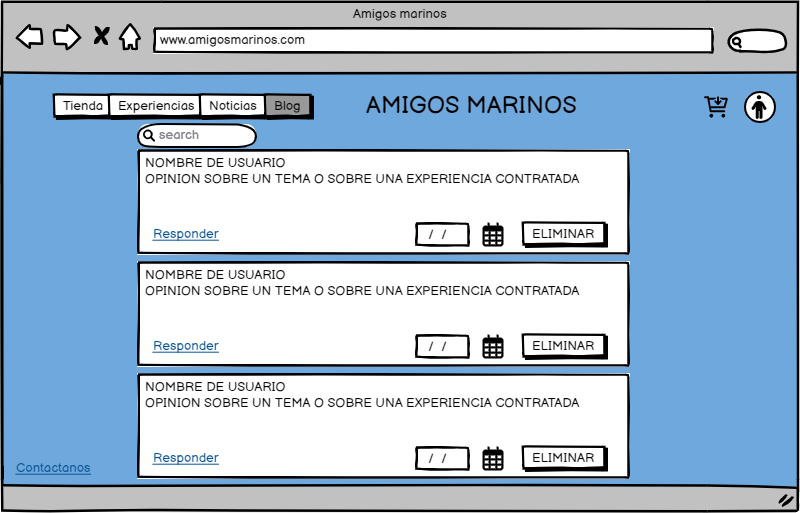 Amigos marinos
www.amigosmarinos.com
Tienda Experiencias Noticias Blog
AMIGOS MARINOS
search
NOMBRE DE USUARIO
OPINION SOBRE UN TEMA O SOBRE UNA EXPERIENCIA CONTRATADA
Responder / / ELIMINAR
NOMBRE DE USUARIO
OPINION SOBRE UN TEMA O SOBRE UNA EXPERIENCIA CONTRATADA
Responder / / ELIMINAR
NOMBRE DE USUARIO
OPINION SOBRE UN TEMA O SOBRE UNA EXPERIENCIA CONTRATADA
Responder / / ELIMINAR
Contactanos